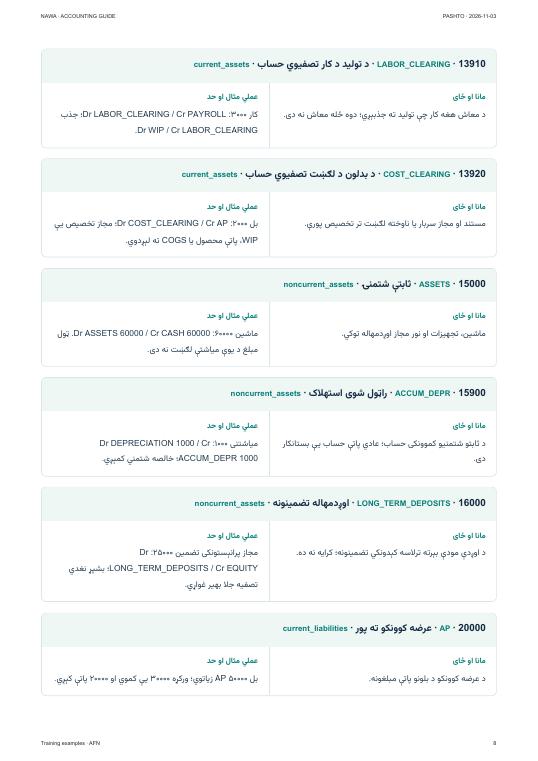 NAWA · ACCOUNTING GUIDE
PASHTO · 2026-11-03
13910 · LABOR_CLEARING · د تولید د کار تصفیوي حساب · current_assets
مانا او ځای
د معاش هغه کار چې تولید ته جذبېږي؛ دوه ځله معاش نه دی.
عملي مثال او حد
کار ۳۰۰۰: Dr LABOR_CLEARING / Cr PAYROLL؛ جذب
Dr WIP / Cr LABOR_CLEARING.
13920 · COST_CLEARING · د بدلون د لګښت تصفیوي حساب · current_assets
مانا او ځای
مستند او مجاز سربار یا ناوخته لګښت تر تخصیص پورې.
عملي مثال او حد
بل ۲۰۰۰: Dr COST_CLEARING / Cr AP؛ مجاز تخصیص یې
WIP، پاتې محصول یا COGS ته لېږدوي.
15000 · ASSETS · ثابتې شتمنۍ · noncurrent_assets
مانا او ځای
ماشین، تجهیزات او نور مجاز اوږدمهاله توکي.
عملي مثال او حد
ماشین ۶۰۰۰۰: Dr ASSETS 60000 / Cr CASH 60000. ټول
مبلغ د یوې میاشتې لګښت نه دی.
15900 · ACCUM_DEPR · راټول شوی استهلاک · noncurrent_assets
مانا او ځای
د ثابتو شتمنیو کموونکی حساب؛ عادي پاتې حساب یې بستانکار
دی.
عملي مثال او حد
میاشتنی ۱۰۰۰: Dr DEPRECIATION 1000 / Cr
ACCUM_DEPR 1000؛ خالصه شتمني کمېږي.
16000 · LONG_TERM_DEPOSITS · اوږدمهاله تضمینونه · noncurrent_assets
مانا او ځای
د اوږدې مودې بېرته ترلاسه کېدونکي تضمینونه؛ کرایه نه ده.
عملي مثال او حد
مجاز پرانېستونکی تضمین ۲۵۰۰۰: Dr
LONG_TERM_DEPOSITS / Cr EQUITY؛ بشپړ نغدي
تصفیه جلا بهیر غواړي.
20000 · AP · عرضه کوونکو ته پور · current_liabilities
مانا او ځای
د عرضه کوونکو د بلونو پاتې مبلغونه.
عملي مثال او حد
بل ۵۰۰۰۰ AP زیاتوي؛ ورکړه ۳۰۰۰۰ یې کموي او ۲۰۰۰۰ پاتې کېږي.
Training examples · AFN
8